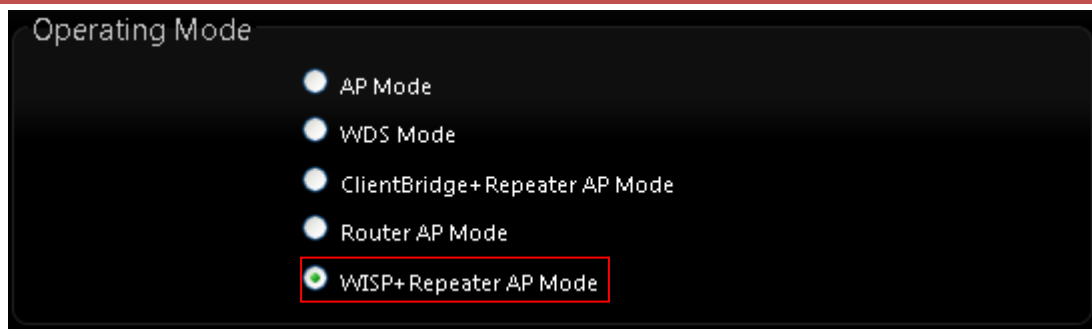 Operating Mode
AP Mode
WDS Mode
ClientBridge+Repeater AP Mode
Router AP Mode
WISP+Repeater AP Mode